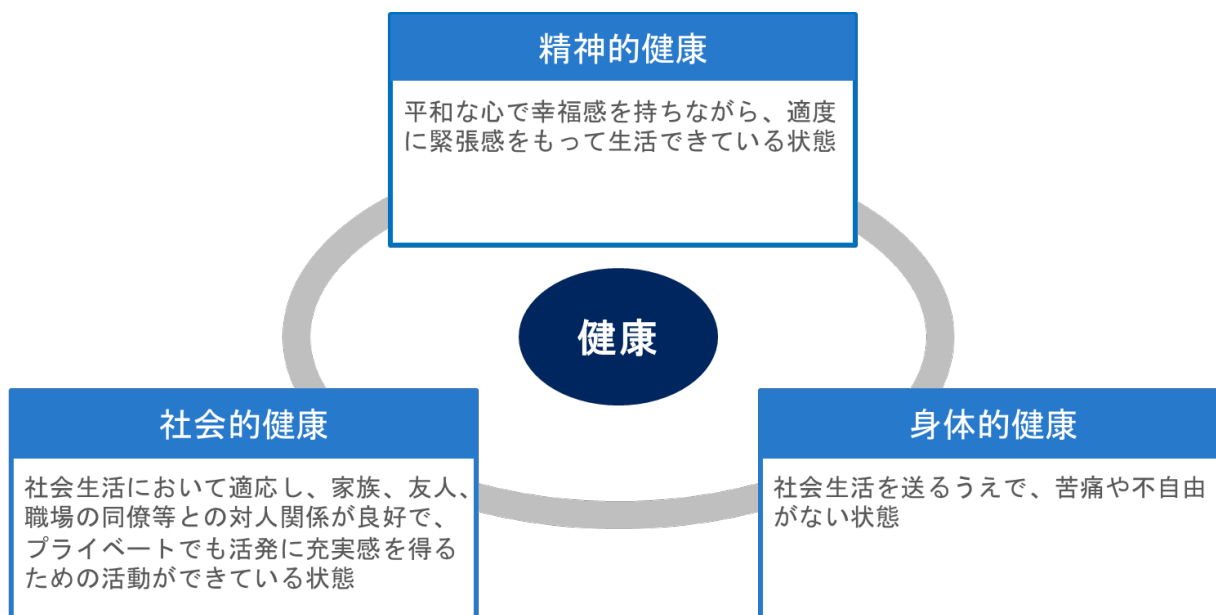 精神的健康
平和な心で幸福感を持ちながら、適度
に緊張感をもって生活できている状態
健康
社会的健康
社会生活において適応し、家族、友人、
職場の同僚等との対人関係が良好で、
プライベートでも活発に充実感を得る
ための活動ができている状態
身体的健康
社会生活を送るうえで、苦痛や不自由
がない状態